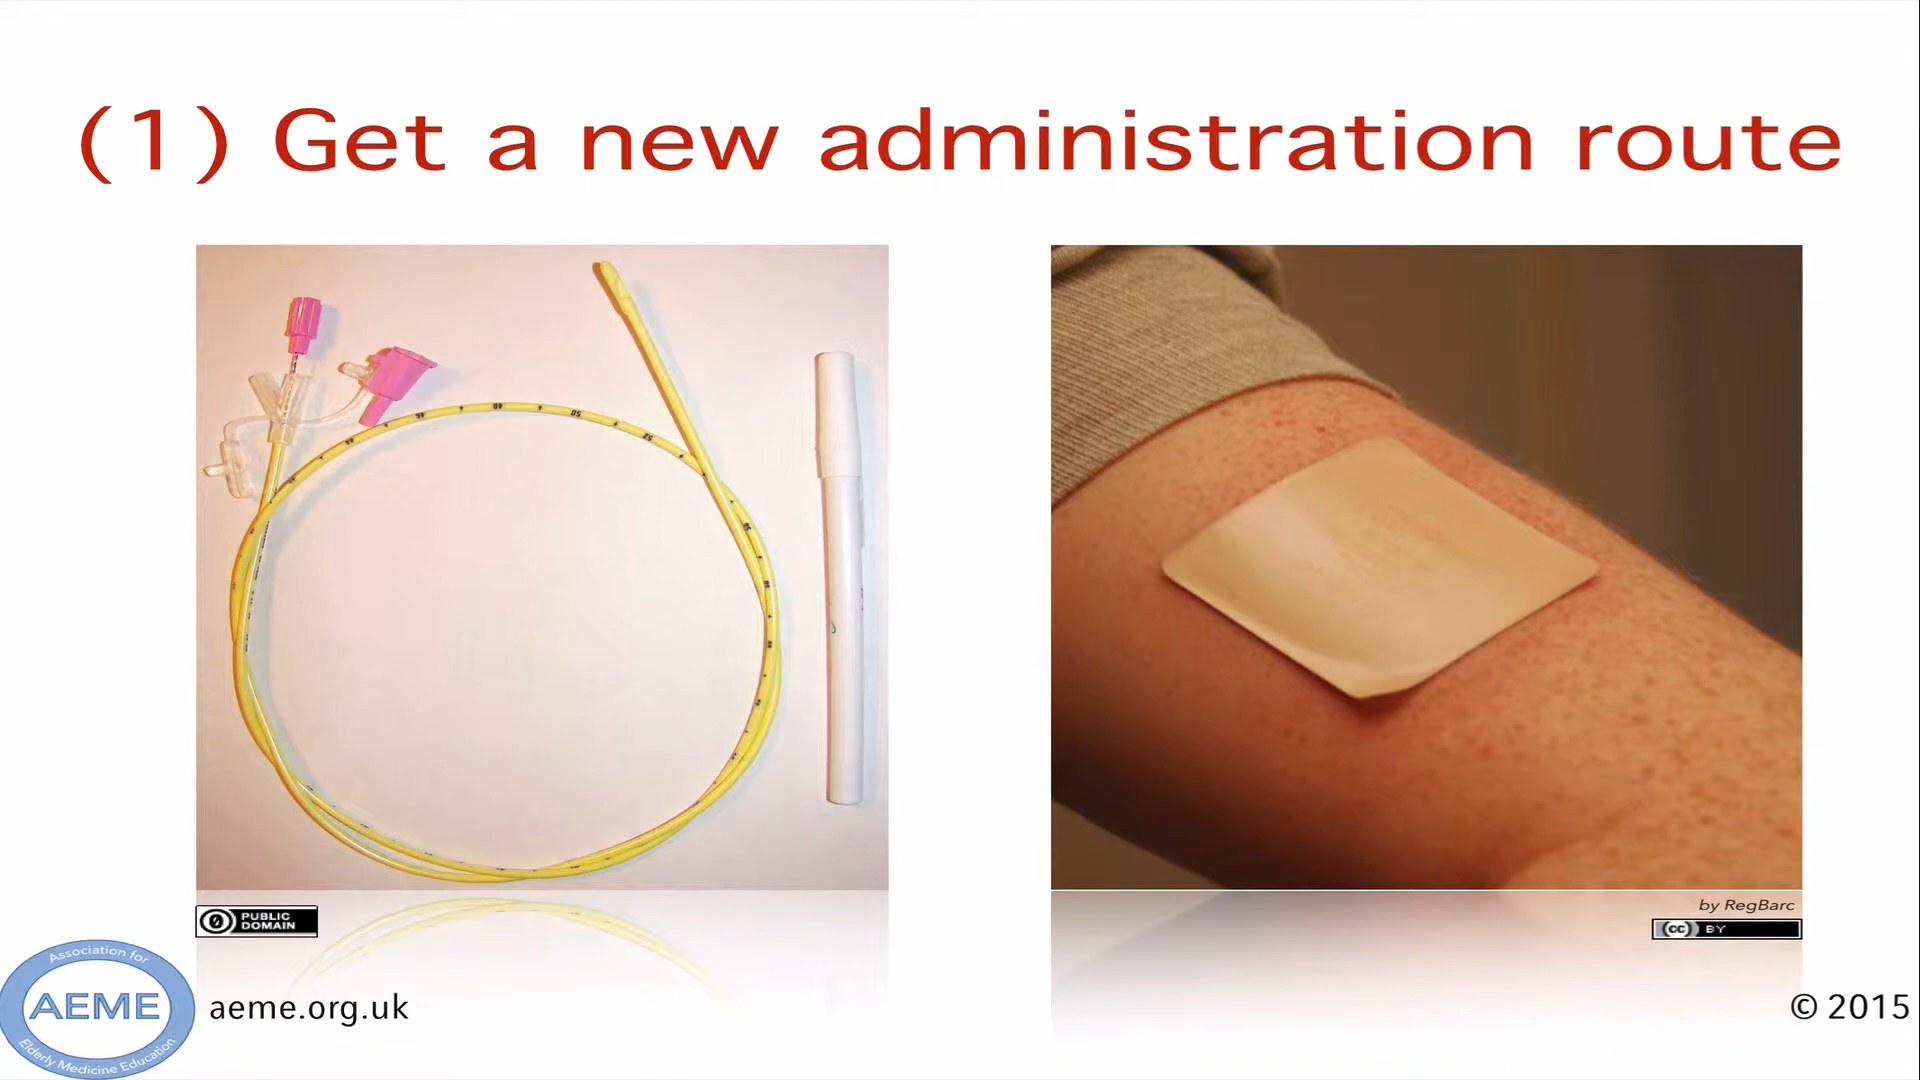 (1) Get a new administration route
by RegBarc
PUBLIC
DOMAIN
cc BY
Association for
AEME
Elderly Medicine Education
aeme.org.uk
© 2015